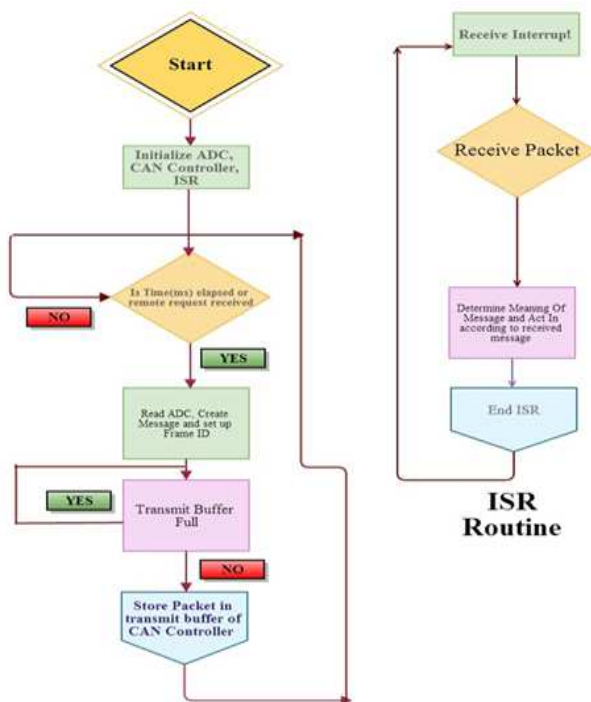 Start
Initialize ADC,
CAN Controller,
ISR
Is Time(ms) elapsed or
remote request received
NO
YES
Read ADC, Create
Message and set up
Frame ID
YES
Transmit Buffer
Full
NO
Store Packet in
transmit buffer of
CAN Controller
Receive Interrup!
Receive Packet
Determine Meaning Of
Message and Act In
according to received
message
End ISR
ISR
Routine